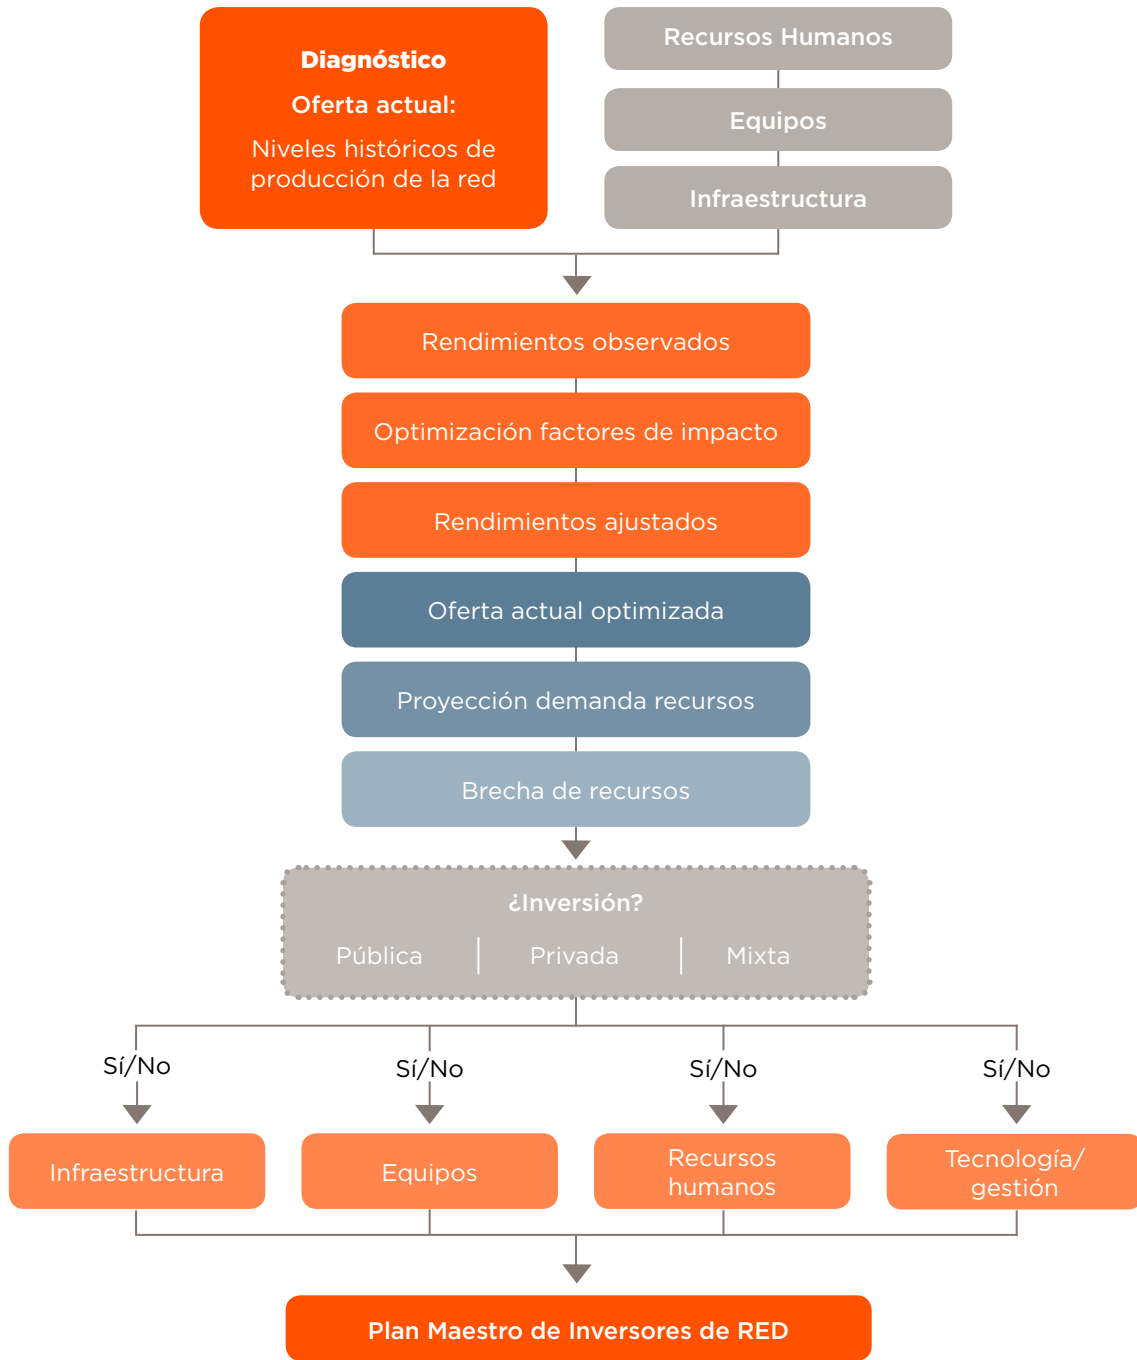 Diagnóstico
Oferta actual:
Niveles históricos de
producción de la red
Recursos Humanos
Equipos
Infraestructura
Rendimientos observados
Optimización factores de impacto
Rendimientos ajustados
Oferta actual optimizada
Proyección demanda recursos
Brecha de recursos
¿Inversión?
Pública
Privada
Mixta
Sí/No
Sí/No
Sí/No
Sí/No
Infraestructura
Equipos
Recursos
humanos
Tecnología/
gestión
Plan Maestro de Inversores de RED